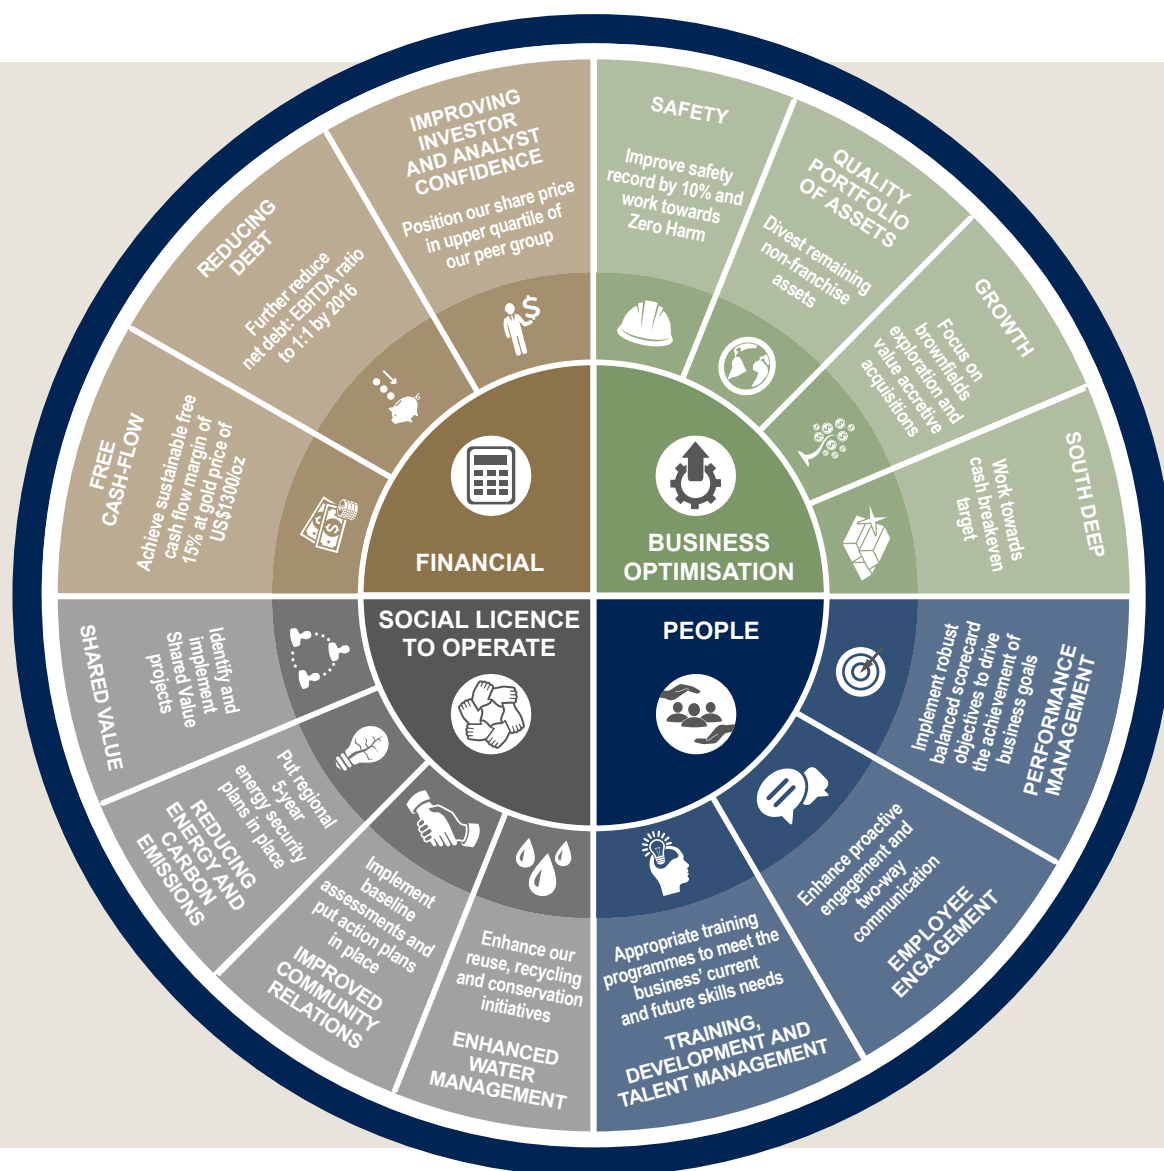 IMPROVING
INVESTOR
AND ANALYST
CONFIDENCE
Position our share price
in upper quartile of
our peer group
SAFETY
Improve safety
record by 10% and
work towards
Zero Harm
QUALITY
PORTFOLIO
OF ASSETS
Divest remaining
non-franchise
assets
GROWTH
Focus on
brownfields
exploration and
value accretive
acquisitions
SOUTH DEEP
Work towards
cash breakeven
target
REDUCING
DEBT
Further reduce
net debt: EBITDA ratio
to 1:1 by 2016
FREE
CASH-FLOW
Achieve sustainable free
cash flow margin of
15% at gold price of
US$1300/oz
FINANCIAL
BUSINESS
OPTIMISATION
SOCIAL LICENCE
TO OPERATE
PEOPLE
SHARED VALUE
Identify and
implement
Shared Value
projects
Put regional
5-year
energy security
plans in place
REDUCING
ENERGY AND
CARBON
EMISSIONS
Implement
baseline
assessments and
put action plans
in place
IMPROVED
COMMUNITY
RELATIONS
Enhance our
reuse, recycling
and conservation
initiatives
ENHANCED
WATER
MANAGEMENT
Appropriate training
programmes to meet the
business' current
and future skills needs
TRAINING,
DEVELOPMENT AND
TALENT MANAGEMENT
Enhance proactive
engagement and
two-way
communication
EMPLOYEE
ENGAGEMENT
Implement robust
balanced scorecard
objectives to drive
the achievement of
business goals
PERFORMANCE
MANAGEMENT